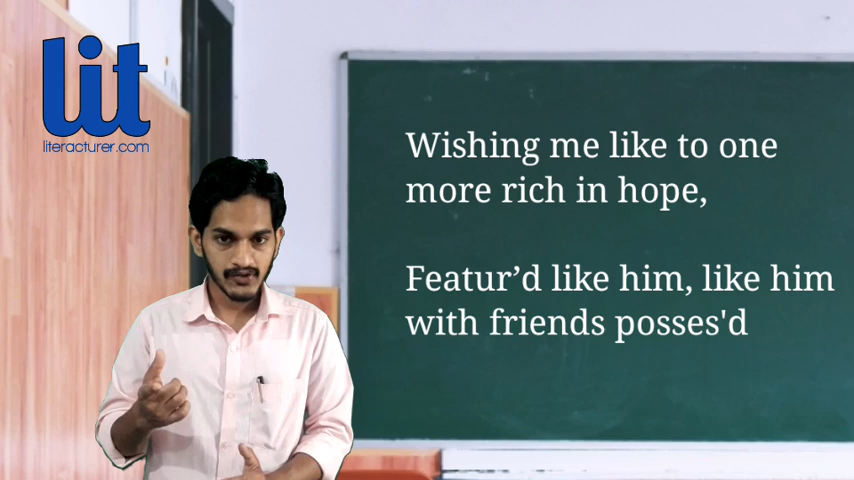 lit
literacturer.com
Wishing me like to one
more rich in hope,
Featur’d like him, like him
with friends posses'd